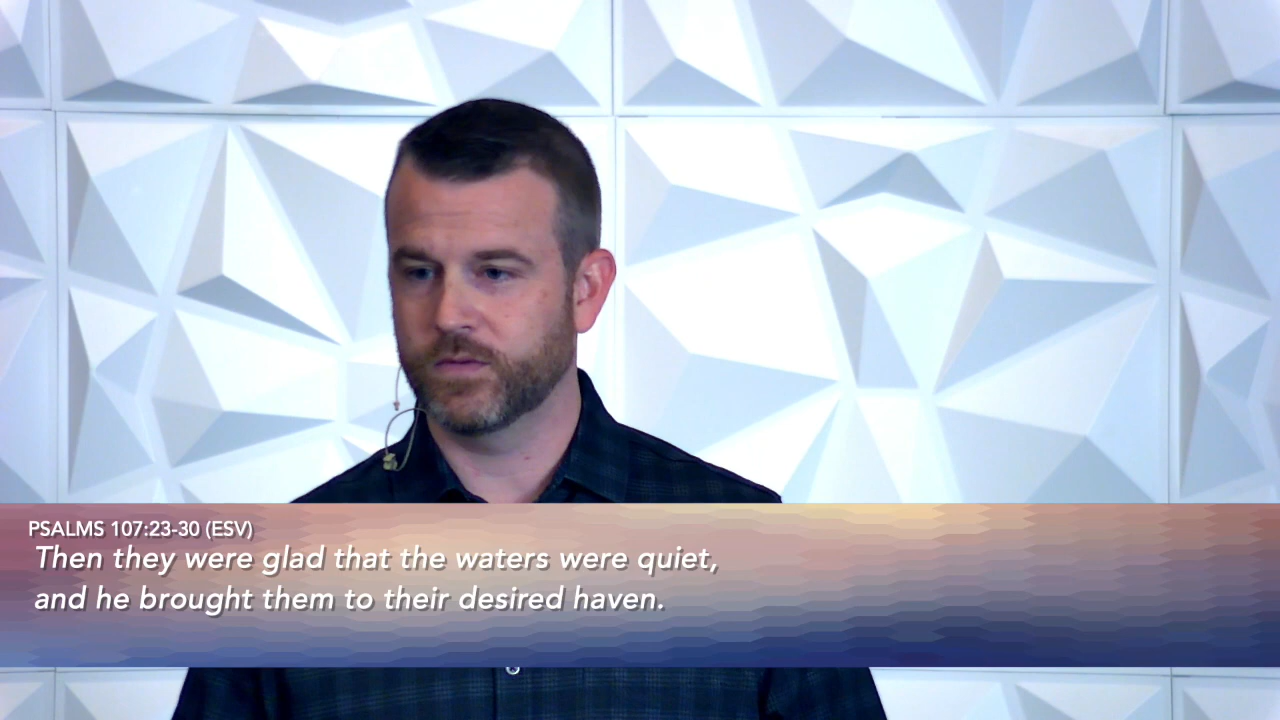 PSALMS 107:23-30 (ESV)
Then they were glad that the waters were quiet,
and he brought them to their desired haven.